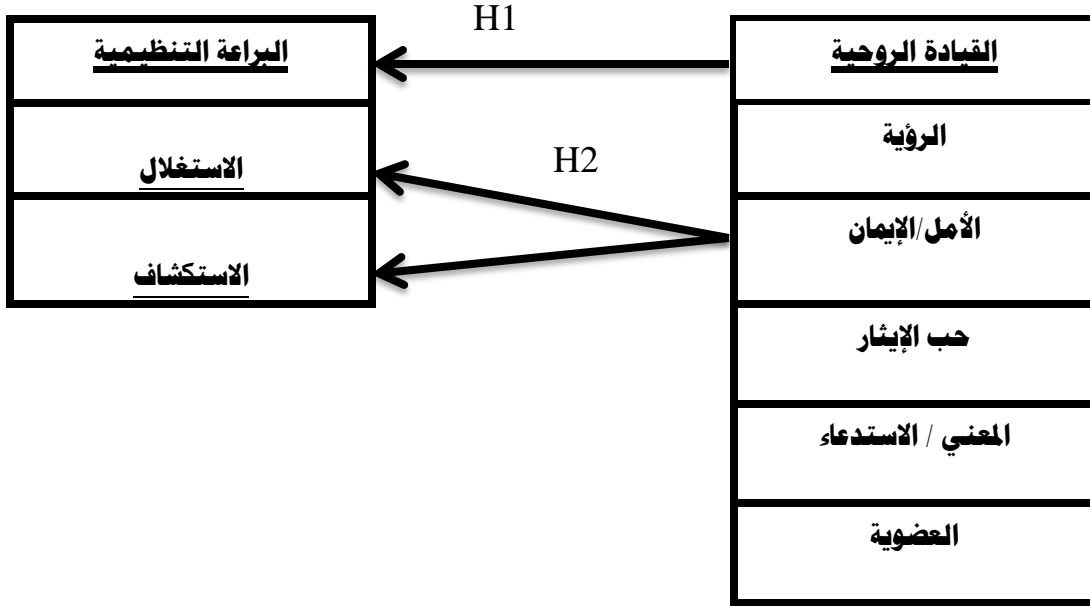 H1
القيادة الروحية
الرؤية
الأمل/الإيمان
حب الإيثار
المعني / الاستدعاء
العضوية
H2
البراعة التنظيمية
الاستغلال
الاستكشاف